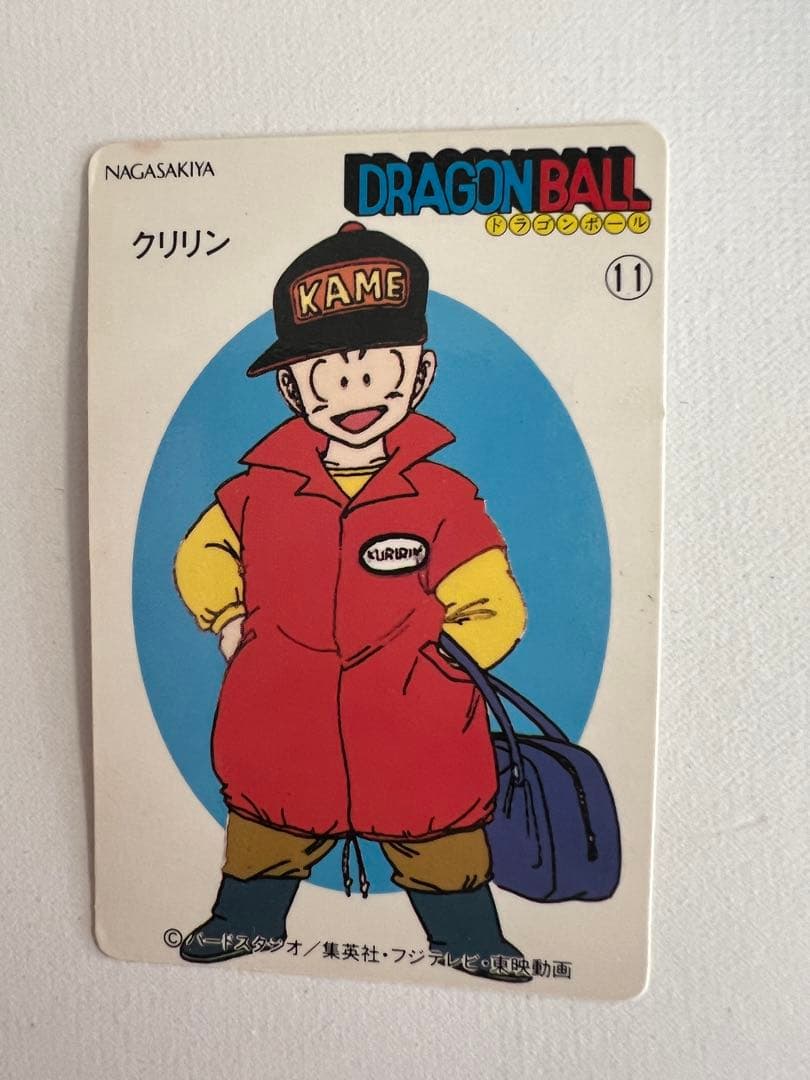 NAGASAKIYA
DRAGON BALL
ドラゴンボール
クリリン
11
KAME
KURIRIN
©バードスタジオ／集英社・フジテレビ・東映動画